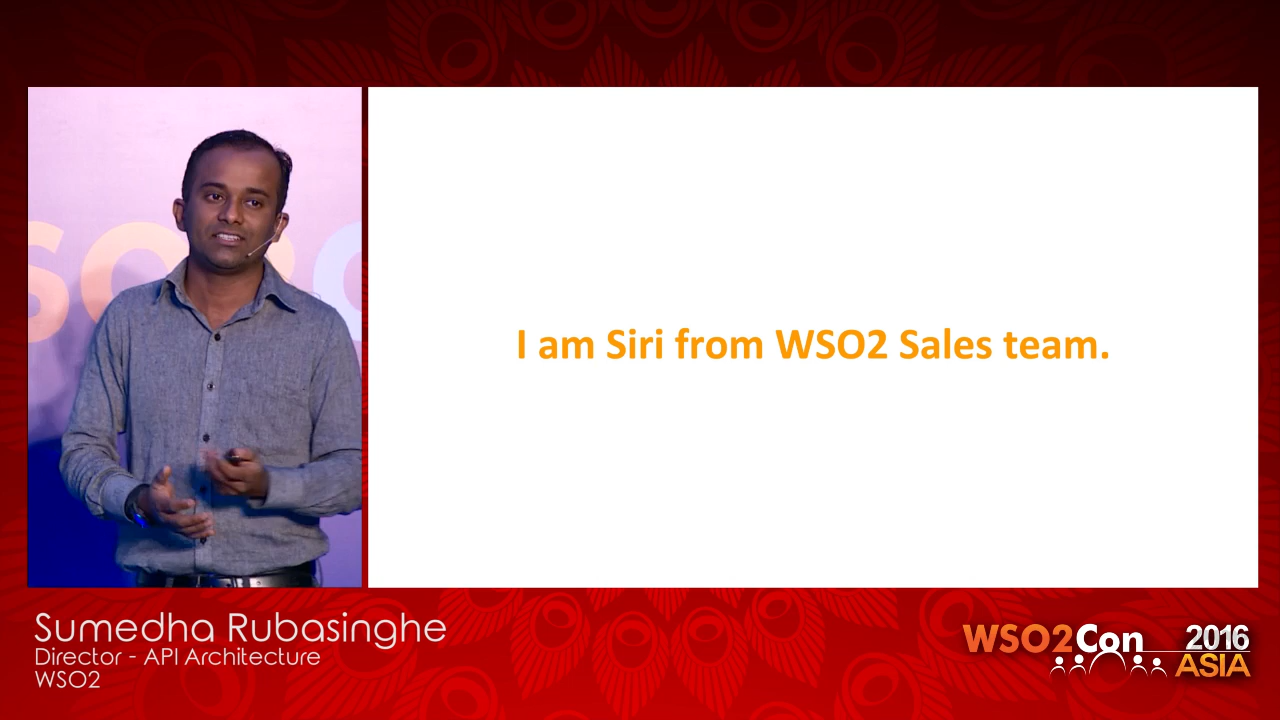 I am Siri from WSO2 Sales team.
Sumedha Rubasinghe
Director - API Architecture
WSO2
WSO2Con 2016
ASIA